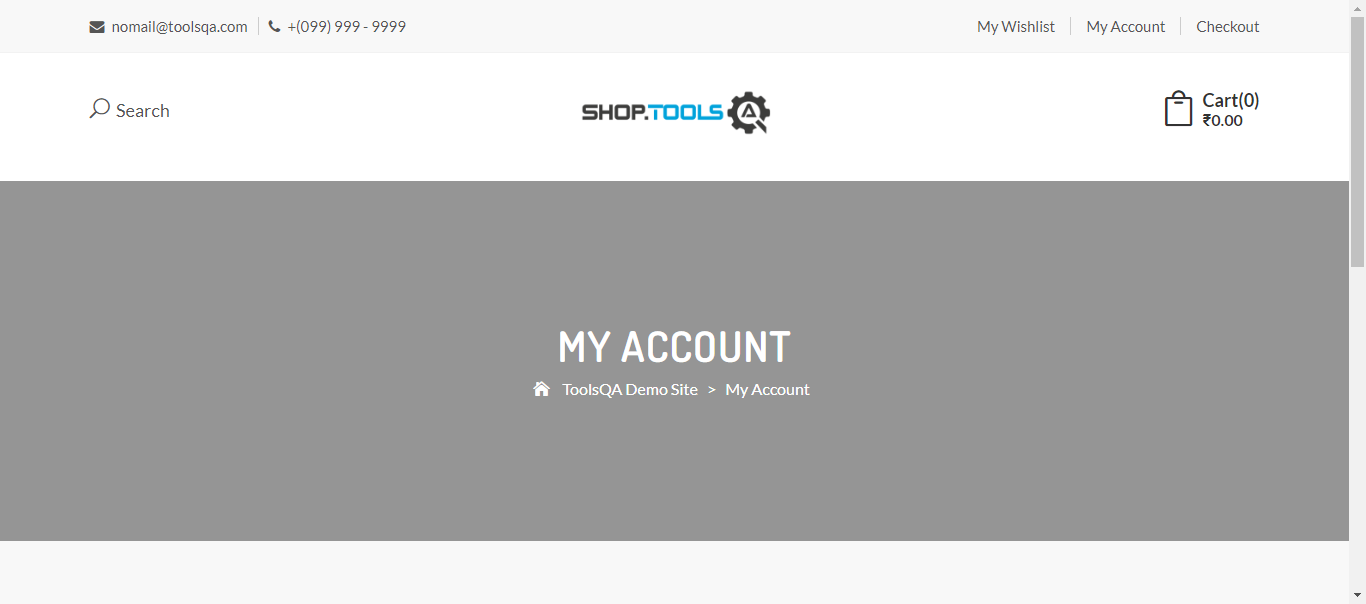 nomail@toolsqa.com +(099) 999 - 9999 My Wishlist My Account Checkout
Search SHOP.TOOLS Cart(0)
₹0.00
MY ACCOUNT
ToolsQA Demo Site > My Account